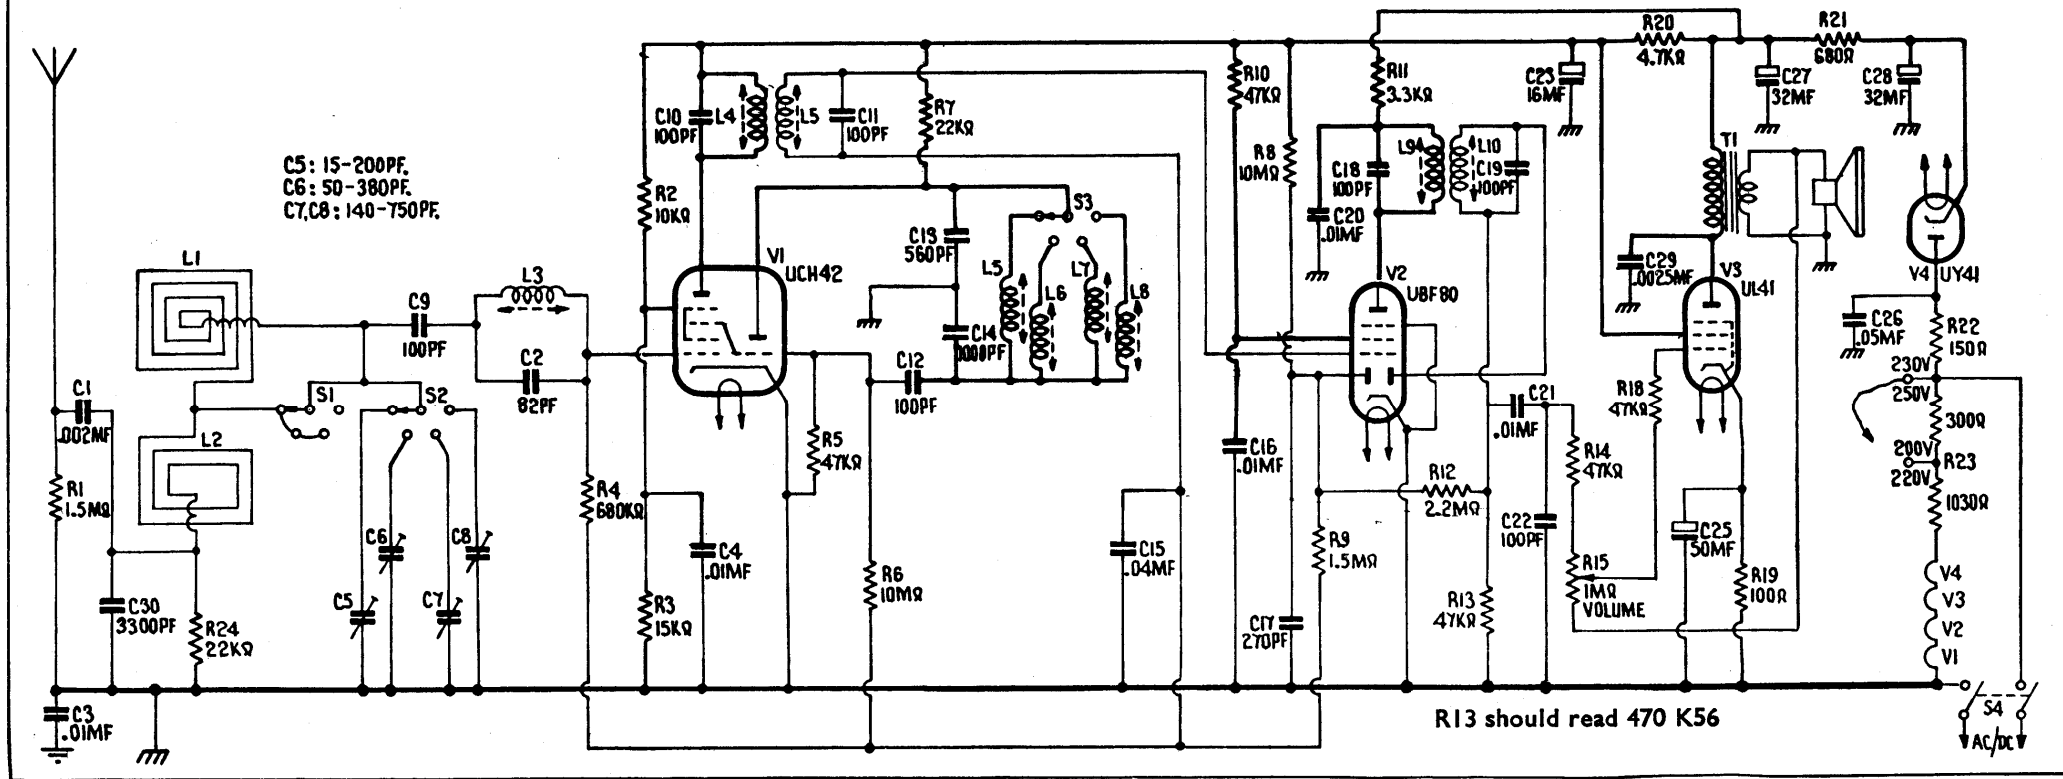 R20
4.7KΩ
R21
680Ω
C23
16MF
C27
32MF
C28
32MF
R10
47KΩ
R11
3.3KΩ
C10
100PF
L4
L5
C11
100PF
R7
22KΩ
C5: 15-200PF.
C6: 50-380PF.
C7,C8: 140-750PF.
R8
10MΩ
C18
100PF
L9
L10
C19
100PF
T1
R2
10KΩ
C20
.01MF
C13
560PF
S3
V1
UCH42
L1
L3
C9
100PF
C2
82PF
L5
L6
L7
L8
C14
C12
100PF
V2
UBF80
C29
.0025MF
V3
UL41
V4 UY41
C26
.05MF
R22
150Ω
230V
250V
300Ω
200V
220V
R23
1030Ω
C1
.002MF
S1
S2
L2
R5
47KΩ
C16
.01MF
C21
.01MF
R18
47KΩ
R14
47KΩ
R12
2.2MΩ
R1
1.5MΩ
R4
680KΩ
C6
C8
C4
.01MF
C15
.04MF
R9
1.5MΩ
C22
100PF
C25
50MF
R15
1MΩ
VOLUME
R19
100Ω
V4
V3
V2
V1
C30
3300PF
R24
22KΩ
C5
C7
R3
15KΩ
R6
10MΩ
C17
270PF
R13
47KΩ
C3
.01MF
R13 should read 470 K56
S4
AC/DC